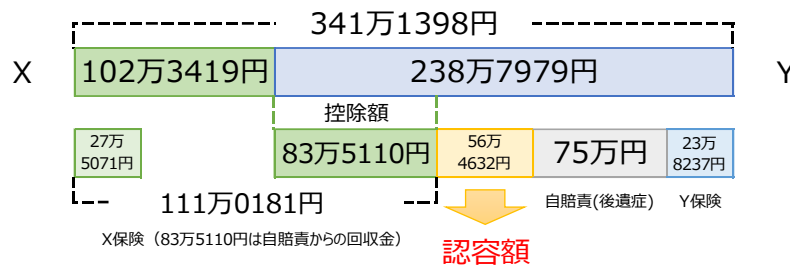 341万1398円
X
102万3419円
238万7979円
Y
控除額
27万
5071円
83万5110円
56万
4632円
75万円
23万
8237円
111万0181円
自賠責(後遺症)
Y保険
X保険（83万5110円は自賠責からの回収金）
認容額